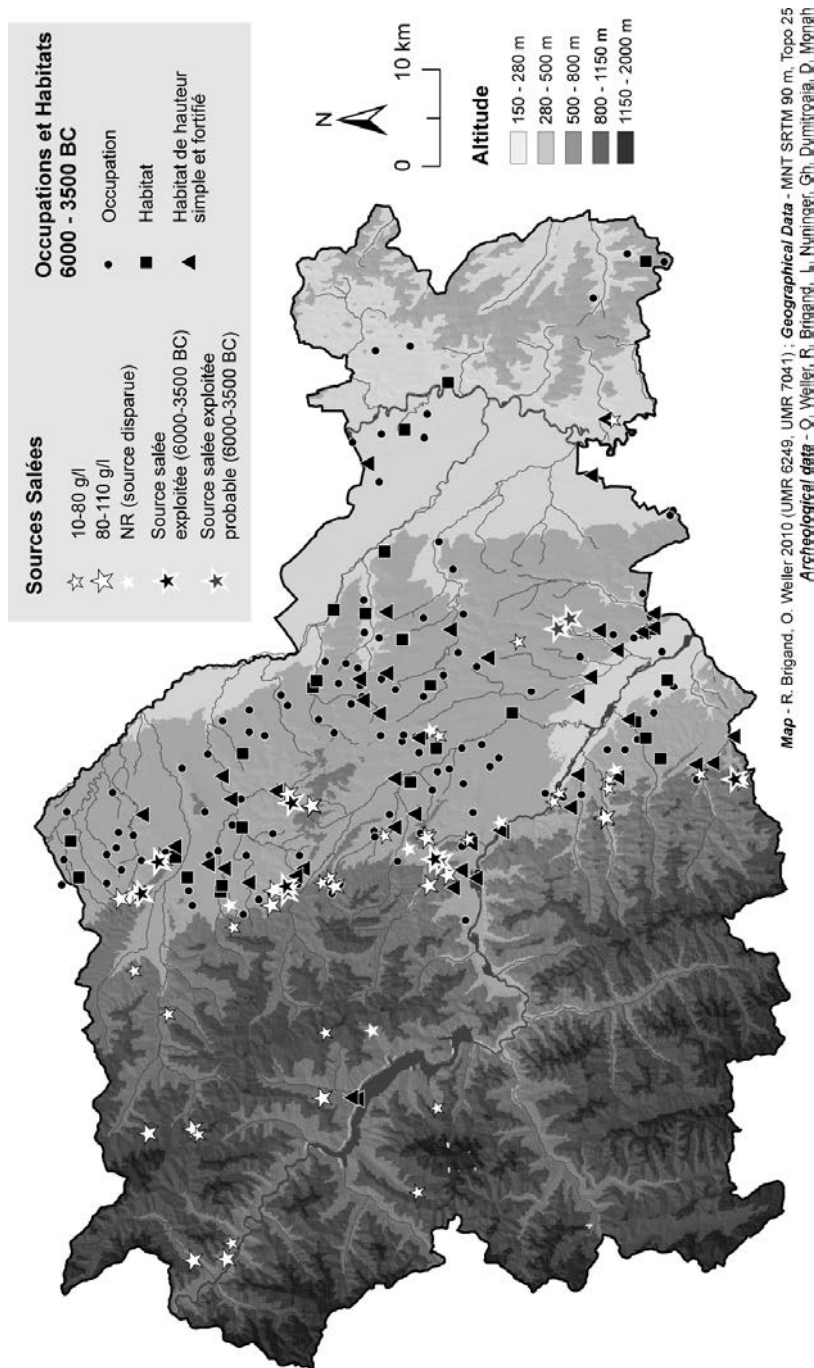 Sources Salées
10-80 g/l
80-110 g/l
NR (source disparue)
Source salée
exploitée (6000-3500 BC)
Source salée exploitée
probable (6000-3500 BC)
Occupations et Habitats
6000 - 3500 BC
Occupation
Habitat
Habitat de hauteur
simple et fortifié
N
0 10 km
Altitude
150 - 280 m
280 - 500 m
500 - 800 m
800 - 1150 m
1150 - 2000 m
Map - R. Brigand, O. Weller 2010 (UMR 6249, UMR 7041) ; Geographical Data - MNT SRTM 90 m, Topo 25
Archeological data - O. Weller, R. Brigand, L. Nuninger, Gh. Dumitroaia, D. Monah